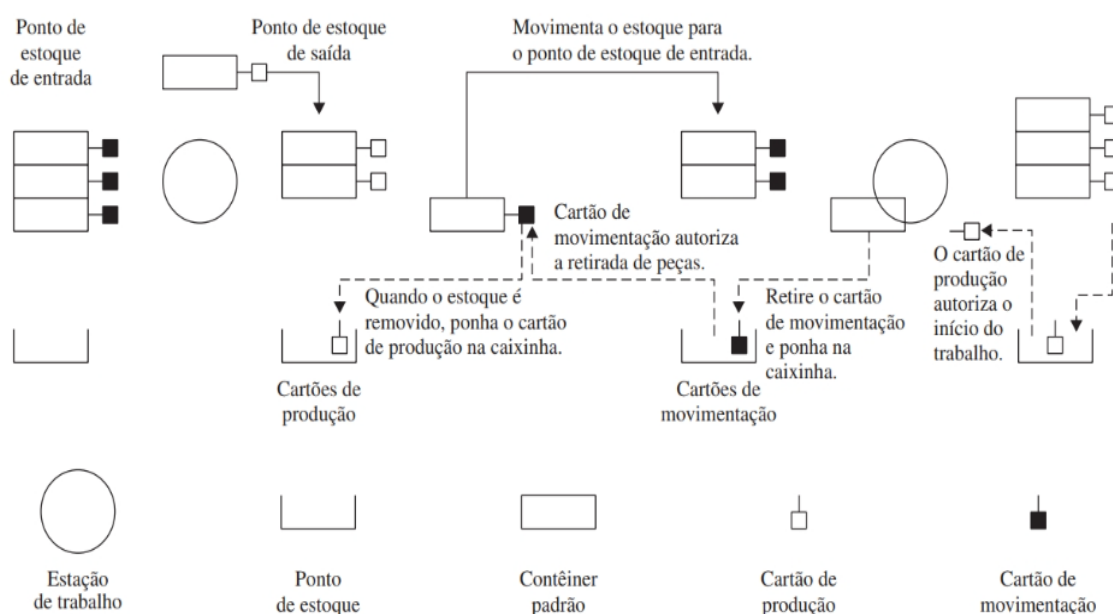 Ponto de
estoque
de entrada
Ponto de estoque
de saída
Movimenta o estoque para
o ponto de estoque de entrada.
Cartão de
movimentação autoriza
a retirada de peças.
Quando o estoque é
removido, ponha o cartão
de produção na caixinha.
Retire o cartão
de movimentação
e ponha na
caixinha.
O cartão de
produção
autoriza o
início do
trabalho.
Cartões de
produção
Cartões de
movimentação
Estação
de trabalho
Ponto
de estoque
Contêiner
padrão
Cartão de
produção
Cartão de
movimentação